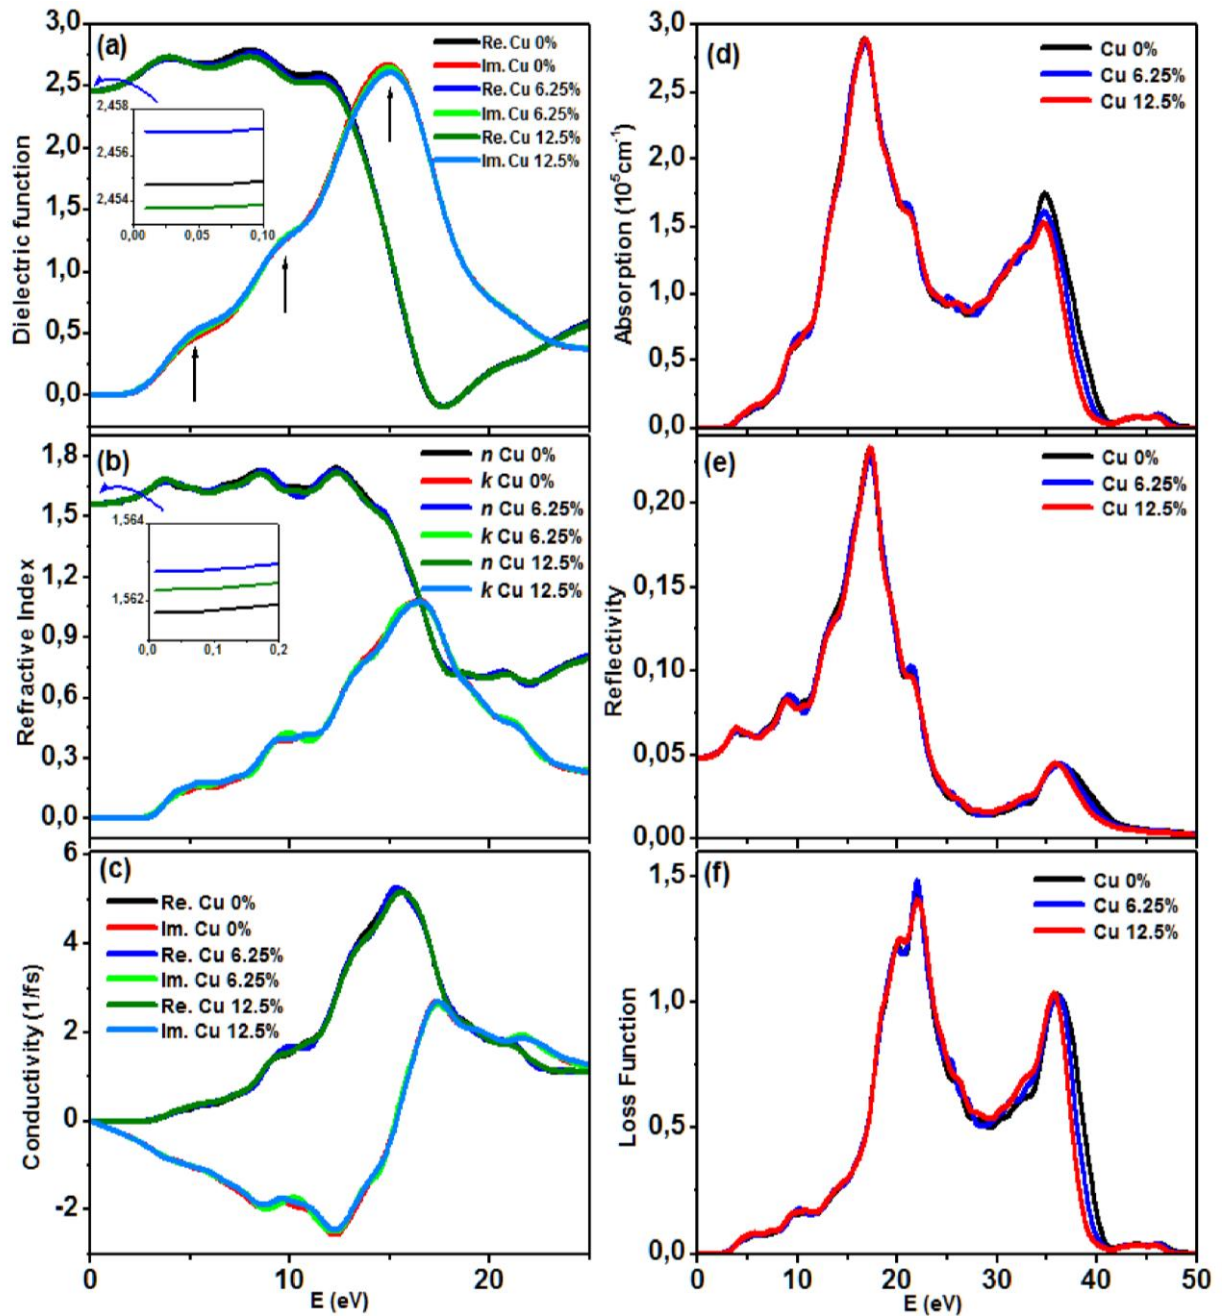 (a)
Re. Cu 0%
Im. Cu 0%
Re. Cu 6.25%
Im. Cu 6.25%
Re. Cu 12.5%
Im. Cu 12.5%
3,0
2,5
2,0
1,5
1,0
0,5
0,0
Dielectric function
2,458
2,456
2,454
0,00 0,05 0,10
(b)
n Cu 0%
k Cu 0%
n Cu 6.25%
k Cu 6.25%
n Cu 12.5%
k Cu 12.5%
1,8
1,5
1,2
0,9
0,6
0,3
0,0
Refractive Index
1,564
1,562
0,0 0,1 0,2
(c)
Re. Cu 0%
Im. Cu 0%
Re. Cu 6.25%
Im. Cu 6.25%
Re. Cu 12.5%
Im. Cu 12.5%
6
4
2
0
-2
Conductivity (1/fs)
0 10 20
E (eV)
(d)
Cu 0%
Cu 6.25%
Cu 12.5%
3,0
2,5
2,0
1,5
1,0
0,5
0,0
Absorption (10⁵cm⁻¹)
0 10 20 30 40 50
(e)
Cu 0%
Cu 6.25%
Cu 12.5%
0,20
0,15
0,10
0,05
0,00
Reflectivity
(f)
Cu 0%
Cu 6.25%
Cu 12.5%
1,5
1,0
0,5
0,0
Loss Function
0 10 20 30 40 50
E (eV)